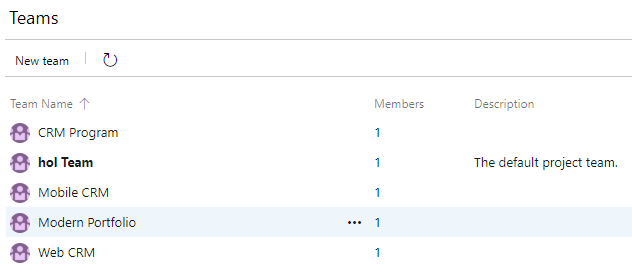 Teams
New team
Team Name Members Description
CRM Program 1
hol Team 1 The default project team.
Mobile CRM 1
Modern Portfolio ••• 1
Web CRM 1